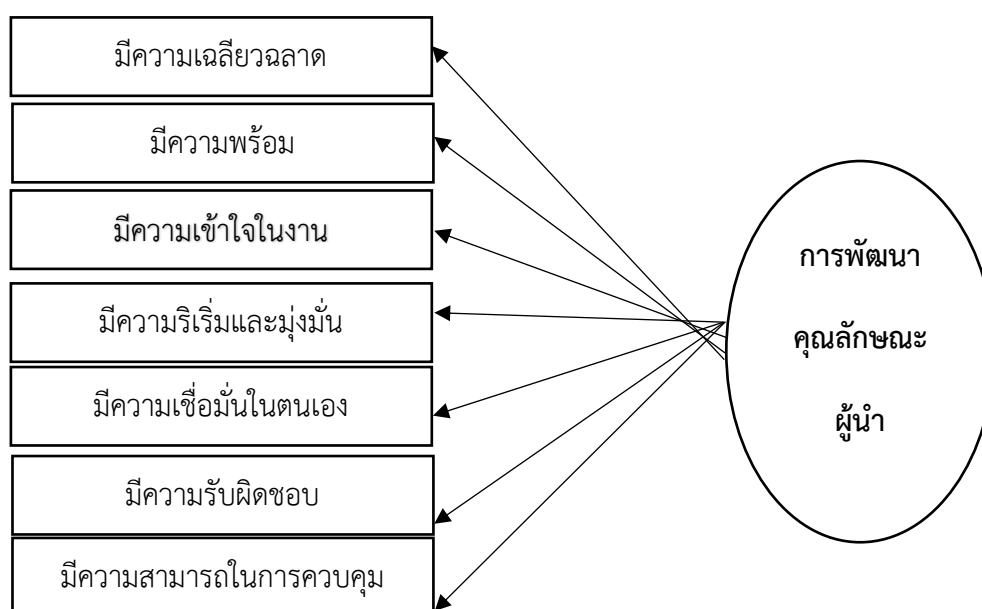 มีความเฉลียวฉลาด
มีความพร้อม
มีความเข้าใจในงาน
มีความริเริ่มและมุ่งมั่น
มีความเชื่อมั่นในตนเอง
มีความรับผิดชอบ
มีความสามารถในการควบคุม
การพัฒนา
คุณลักษณะ
ผู้นำ